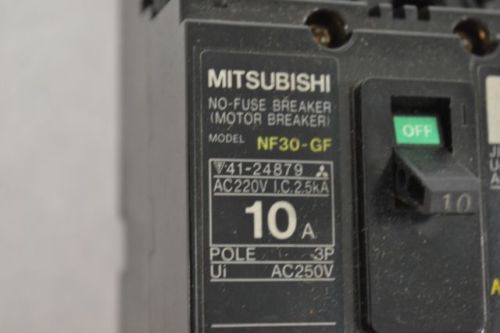 MITSUBISHI
NO-FUSE BREAKER
(MOTOR BREAKER)
MODEL NF30-GF
41-24879
AC220V I.C.2.5kA
10 A
POLE 3P
Ui AC250V
OFF
10